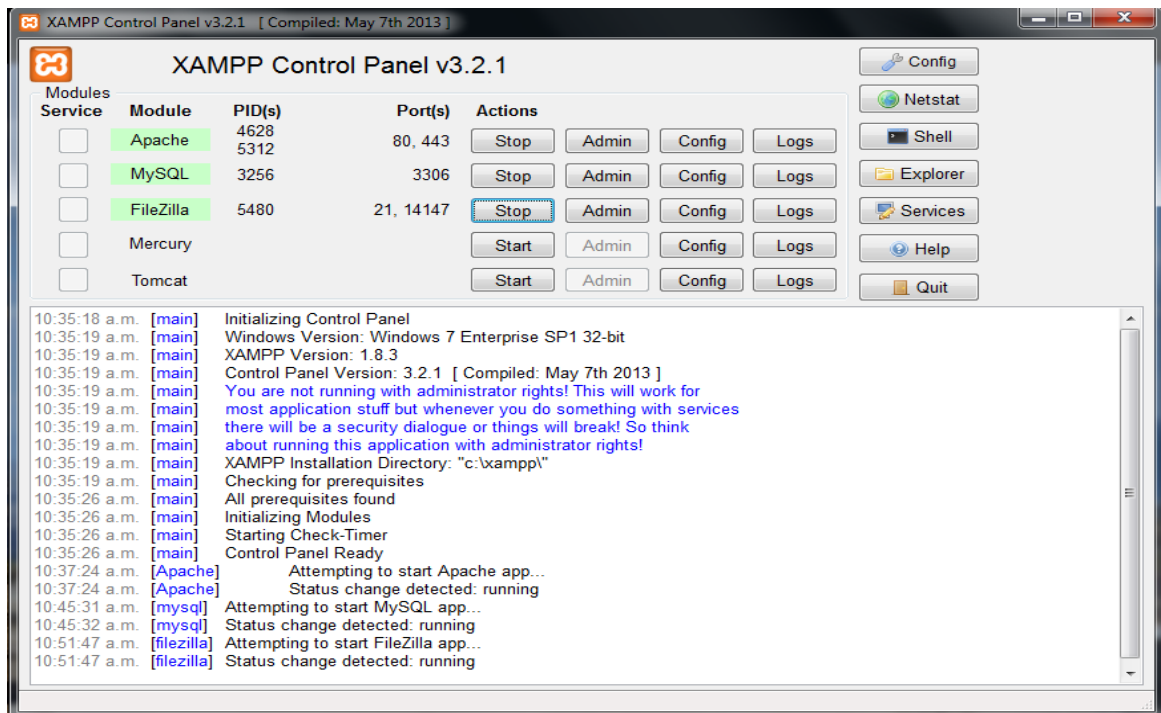 XAMPP Control Panel v3.2.1 [ Compiled: May 7th 2013 ]
XAMPP Control Panel v3.2.1
Config
Modules
Netstat
Service Module PID(s) Port(s) Actions
Apache 4628 5312 80, 443 Stop Admin Config Logs
Shell
MySQL 3256 3306 Stop Admin Config Logs
Explorer
FileZilla 5480 21, 14147 Stop Admin Config Logs
Services
Mercury Start Admin Config Logs
Help
Tomcat Start Admin Config Logs
Quit
10:35:18 a.m. [main] Initializing Control Panel
10:35:19 a.m. [main] Windows Version: Windows 7 Enterprise SP1 32-bit
10:35:19 a.m. [main] XAMPP Version: 1.8.3
10:35:19 a.m. [main] Control Panel Version: 3.2.1 [ Compiled: May 7th 2013 ]
10:35:19 a.m. [main] You are not running with administrator rights! This will work for
10:35:19 a.m. [main] most application stuff but whenever you do something with services
10:35:19 a.m. [main] there will be a security dialogue or things will break! So think
10:35:19 a.m. [main] about running this application with administrator rights!
10:35:19 a.m. [main] XAMPP Installation Directory: "c:\xampp\"
10:35:19 a.m. [main] Checking for prerequisites
10:35:26 a.m. [main] All prerequisites found
10:35:26 a.m. [main] Initializing Modules
10:35:26 a.m. [main] Starting Check-Timer
10:35:26 a.m. [main] Control Panel Ready
10:37:24 a.m. [Apache] Attempting to start Apache app...
10:37:24 a.m. [Apache] Status change detected: running
10:45:31 a.m. [mysql] Attempting to start MySQL app...
10:45:32 a.m. [mysql] Status change detected: running
10:51:47 a.m. [filezilla] Attempting to start FileZilla app...
10:51:47 a.m. [filezilla] Status change detected: running